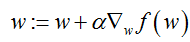 w := w + α∇_w f(w)